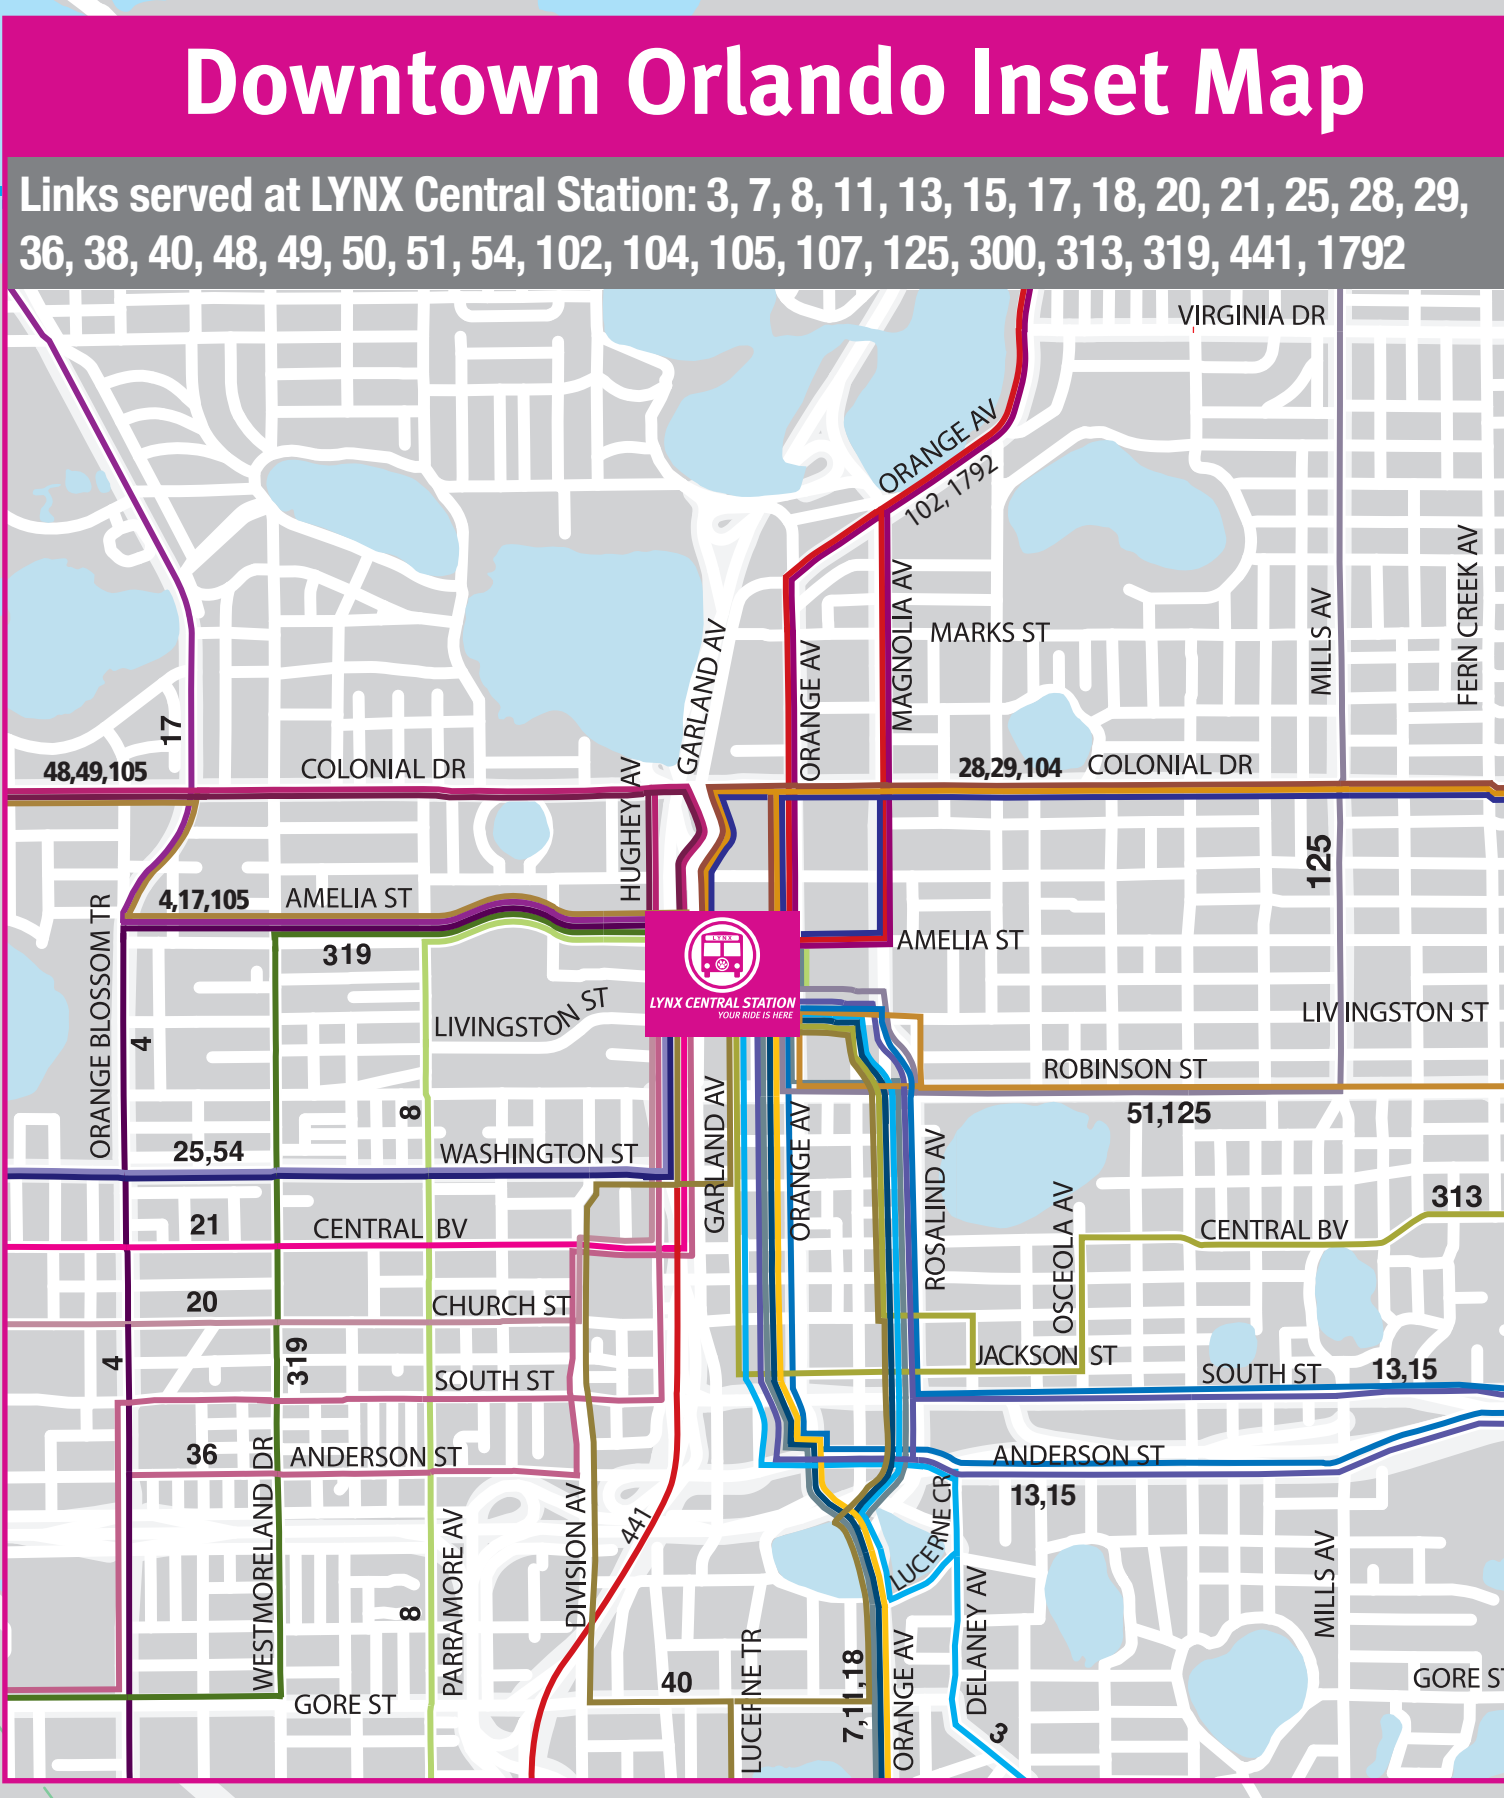 Downtown Orlando Inset Map
Links served at LYNX Central Station: 3, 7, 8, 11, 13, 15, 17, 18, 20, 21, 25, 28, 29,
36, 38, 40, 48, 49, 50, 51, 54, 102, 104, 105, 107, 125, 300, 313, 319, 441, 1792
VIRGINIA DR
ORANGE AV
102, 1792
MAGNOLIA AV
MARKS ST
MILLS AV
FERN CREEK AV
GARLAND AV
ORANGE AV
17
48,49,105
COLONIAL DR
HUGHEY AV
28,29,104
COLONIAL DR
125
4,17,105
AMELIA ST
ORANGE BLOSSOM TR
319
AMELIA ST
LYNX
LYNX CENTRAL STATION
YOUR RIDE IS HERE
LIVINGSTON ST
LIVINGSTON ST
4
ROBINSON ST
8
51,125
GARLAND AV
ORANGE AV
25,54
WASHINGTON ST
ROSALIND AV
OSCEOLA AV
313
21
CENTRAL BV
CENTRAL BV
20
CHURCH ST
4
319
JACKSON ST
SOUTH ST
SOUTH ST
13,15
36
ANDERSON ST
ANDERSON ST
13,15
WESTMORELAND DR
PARRAMORE AV
DIVISION AV
441
LUCERNE CR
DELANEY AV
MILLS AV
8
LUCERNE TR
7,11,18
ORANGE AV
40
GORE ST
GORE ST
3